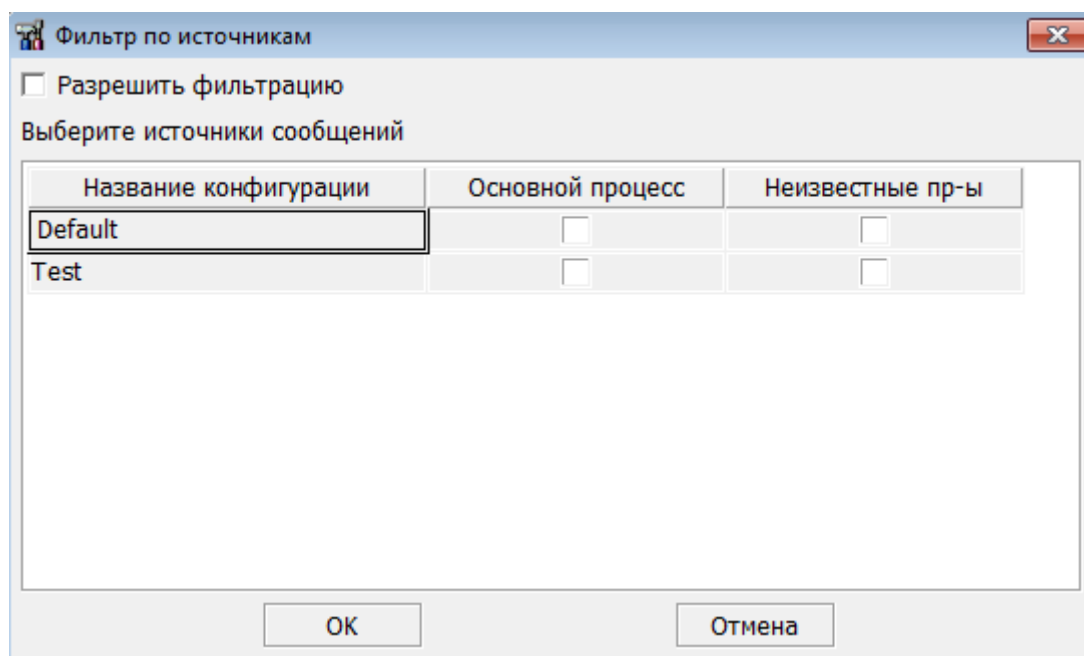 Фильтр по источникам
Разрешить фильтрацию
Выберите источники сообщений
Название конфигурации Основной процесс Неизвестные пр-ы
Default
Test
OK Отмена